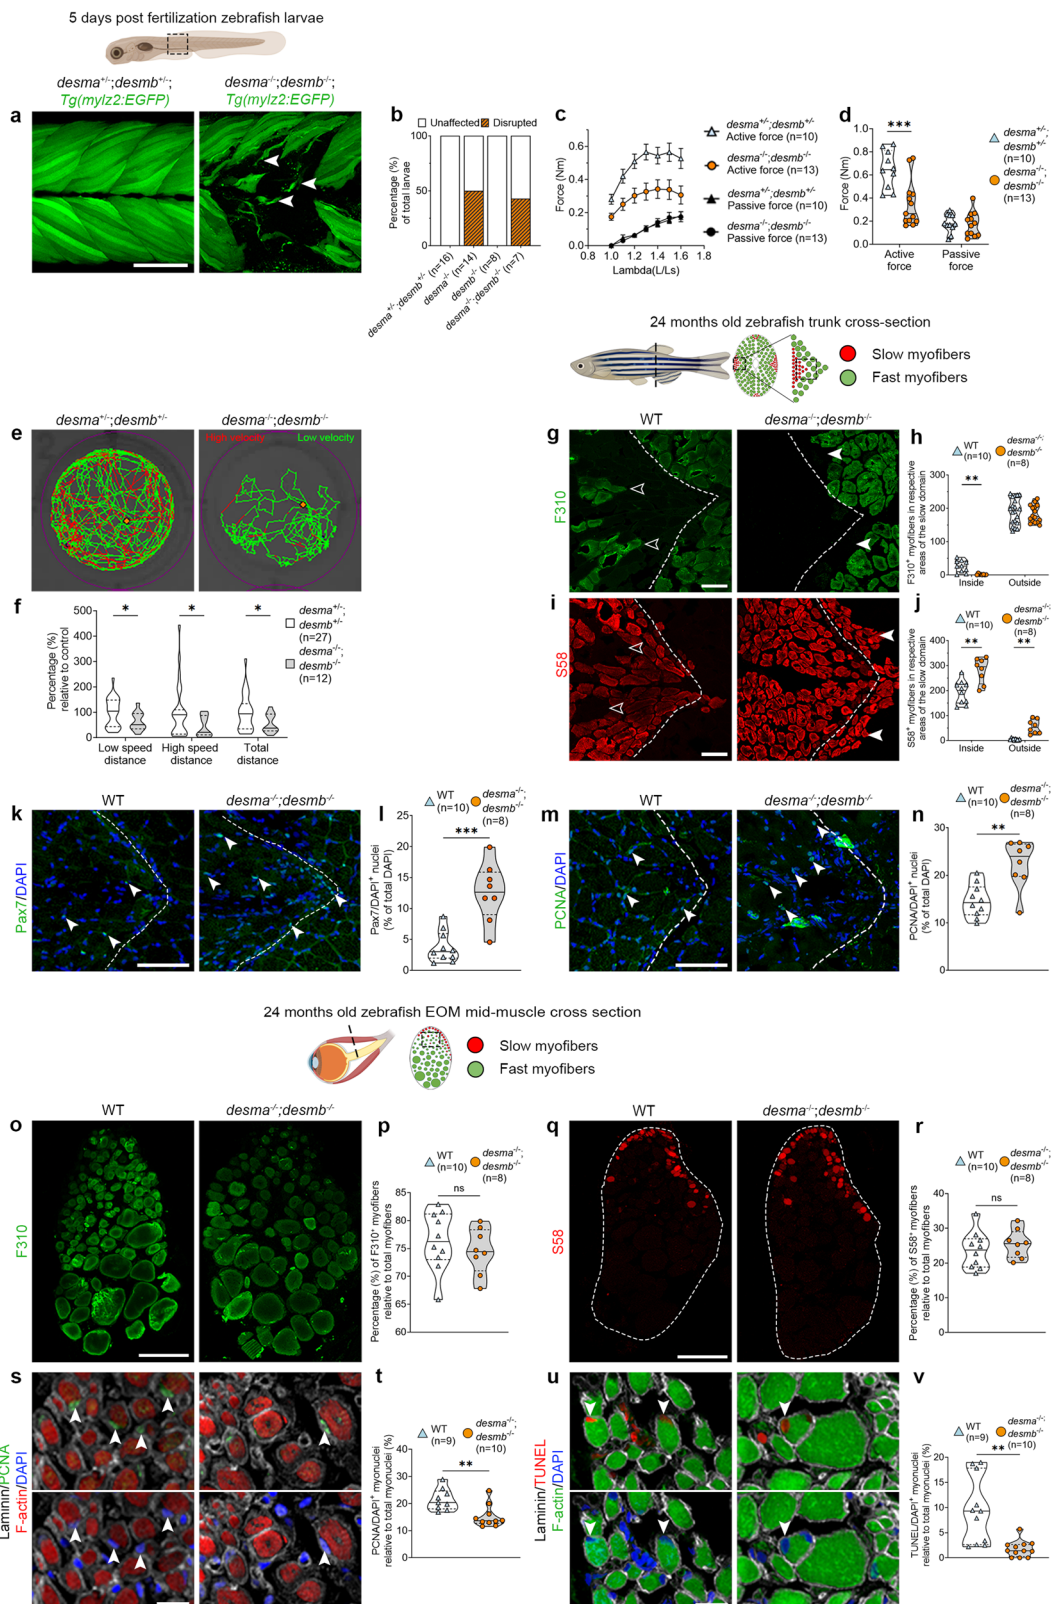 5 days post fertilization zebrafish larvae
desma+/-;desmb+/-;
Tg(mylz2:EGFP)
desma-/-;desmb-/-;
Tg(mylz2:EGFP)
a
b
Unaffected
Disrupted
Percentage (%)
of total larvae
100
50
0
desma+/-;desmb+/- (n=16)
desma-/- (n=14)
desmb-/- (n=8)
desma-/-;desmb-/- (n=7)
c
Force (Nm)
0.6
0.4
0.2
0.0
0.8 1.0 1.2 1.4 1.6 1.8
Lambda(L/Ls)
desma+/-;desmb+/-
Active force (n=10)
desma-/-;desmb-/-
Active force (n=13)
desma+/-;desmb+/-
Passive force (n=10)
desma-/-;desmb-/-
Passive force (n=13)
d
Force (Nm)
1.0
0.8
0.6
0.4
0.2
0.0
***
Active
force
Passive
force
desma+/-;
desmb+/-
(n=10)
desma-/-;
desmb-/-
(n=13)
24 months old zebrafish trunk cross-section
Slow myofibers
Fast myofibers
e
desma+/-;desmb+/-
desma-/-;desmb-/-
High velocity
Low velocity
f
Percentage (%)
relative to control
500
400
300
200
100
0
* * *
Low speed
distance
High speed
distance
Total
distance
desma+/-;
desmb+/-
(n=27)
desma-/-;
desmb-/-
(n=12)
g
WT
desma-/-;desmb-/-
F310
h
WT
(n=10)
desma-/-;
desmb-/-
(n=8)
F310+ myofibers in respective
areas of the slow domain
300
200
100
0
**
Inside
Outside
i
S58
j
WT
(n=10)
desma-/-;
desmb-/-
(n=8)
S58+ myofibers in respective
areas of the slow domain
400
300
200
100
0
** **
Inside
Outside
k
WT
desma-/-;desmb-/-
Pax7/DAPI
l
WT
(n=10)
desma-/-;
desmb-/-
(n=8)
Pax7/DAPI+ nuclei
(% of total DAPI)
25
20
15
10
5
0
***
m
WT
desma-/-;desmb-/-
PCNA/DAPI
n
WT
(n=10)
desma-/-;
desmb-/-
(n=8)
PCNA/DAPI+ nuclei
(% of total DAPI)
30
20
10
0
**
24 months old zebrafish EOM mid-muscle cross section
Slow myofibers
Fast myofibers
o
WT
desma-/-;desmb-/-
F310
p
WT
(n=10)
desma-/-;
desmb-/-
(n=8)
Percentage (%) of F310+ myofibers
relative to total myofibers
85
80
75
70
65
60
ns
q
WT
desma-/-;desmb-/-
S58
r
WT
(n=10)
desma-/-;
desmb-/-
(n=8)
Percentage (%) of S58+ myofibers
relative to total myofibers
40
30
20
10
0
ns
s
Laminin/PCNA
F-actin/DAPI
t
WT
(n=9)
desma-/-;
desmb-/-
(n=10)
PCNA/DAPI+ myonuclei
relative to total myonuclei (%)
40
30
20
10
0
**
u
Laminin/TUNEL
F-actin/DAPI
v
WT
(n=9)
desma-/-;
desmb-/-
(n=10)
TUNEL/DAPI+ myonuclei
relative to total myonuclei (%)
20
15
10
5
0
**